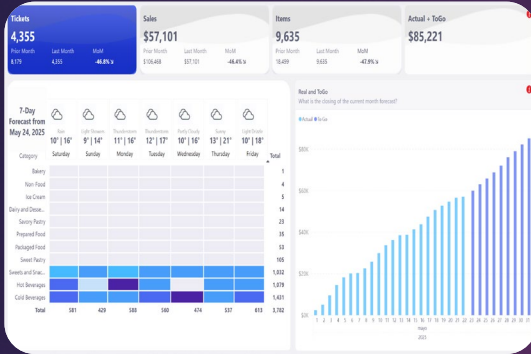 Tickets
4,355
Prior Month Last Month MoM
8,179 4,355 -46.8%
Sales
$57,101
Prior Month Last Month MoM
$106,468 $57,101 -46.4%
Items
9,635
Prior Month Last Month MoM
18,499 9,635 -47.9%
Actual + ToGo
$85,221
7-Day
Forecast from
May 24, 2025
Rain Light Shower Thunderstorm Thunderstorm Partly Cloudy Sunny Light Drizzle
10° | 16° 9° | 14° 11° | 16° 12° | 17° 10° | 16° 13° | 21° 10° | 18°
Category Saturday Sunday Monday Tuesday Wednesday Thursday Friday Total
Bakery 1
Non Food 4
Ice Cream 5
Dairy and Desse... 14
Savory Pastry 23
Prepared Food 35
Packaged Food 53
Sweet Pastry 105
Sweets and Snac... 1,032
Hot Beverages 1,079
Cold Beverages 1,431
Total 581 420 588 560 474 537 613 3,782
Real and ToGo
What is the closing of the current month forecast?
Actual ToGo
$80K
$60K
$40K
$20K
$0K
1 2 3 4 5 6 7 8 9 10 11 12 13 14 15 16 17 18 19 20 21 22 23 24 25 26 27 28 29 30 31
mayo
2025